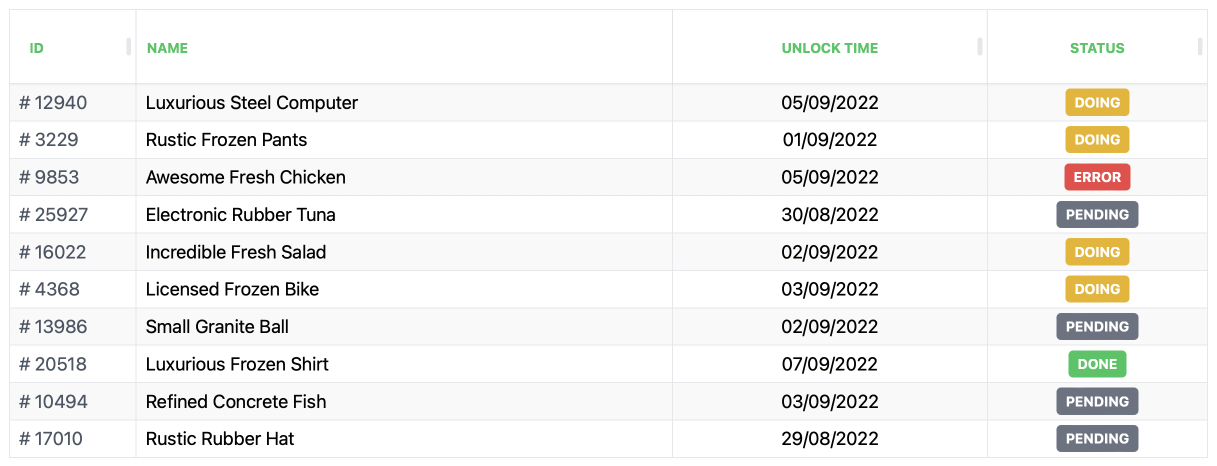 ID NAME UNLOCK TIME STATUS
# 12940 Luxurious Steel Computer 05/09/2022 DOING
# 3229 Rustic Frozen Pants 01/09/2022 DOING
# 9853 Awesome Fresh Chicken 05/09/2022 ERROR
# 25927 Electronic Rubber Tuna 30/08/2022 PENDING
# 16022 Incredible Fresh Salad 02/09/2022 DOING
# 4368 Licensed Frozen Bike 03/09/2022 DOING
# 13986 Small Granite Ball 02/09/2022 PENDING
# 20518 Luxurious Frozen Shirt 07/09/2022 DONE
# 10494 Refined Concrete Fish 03/09/2022 PENDING
# 17010 Rustic Rubber Hat 29/08/2022 PENDING